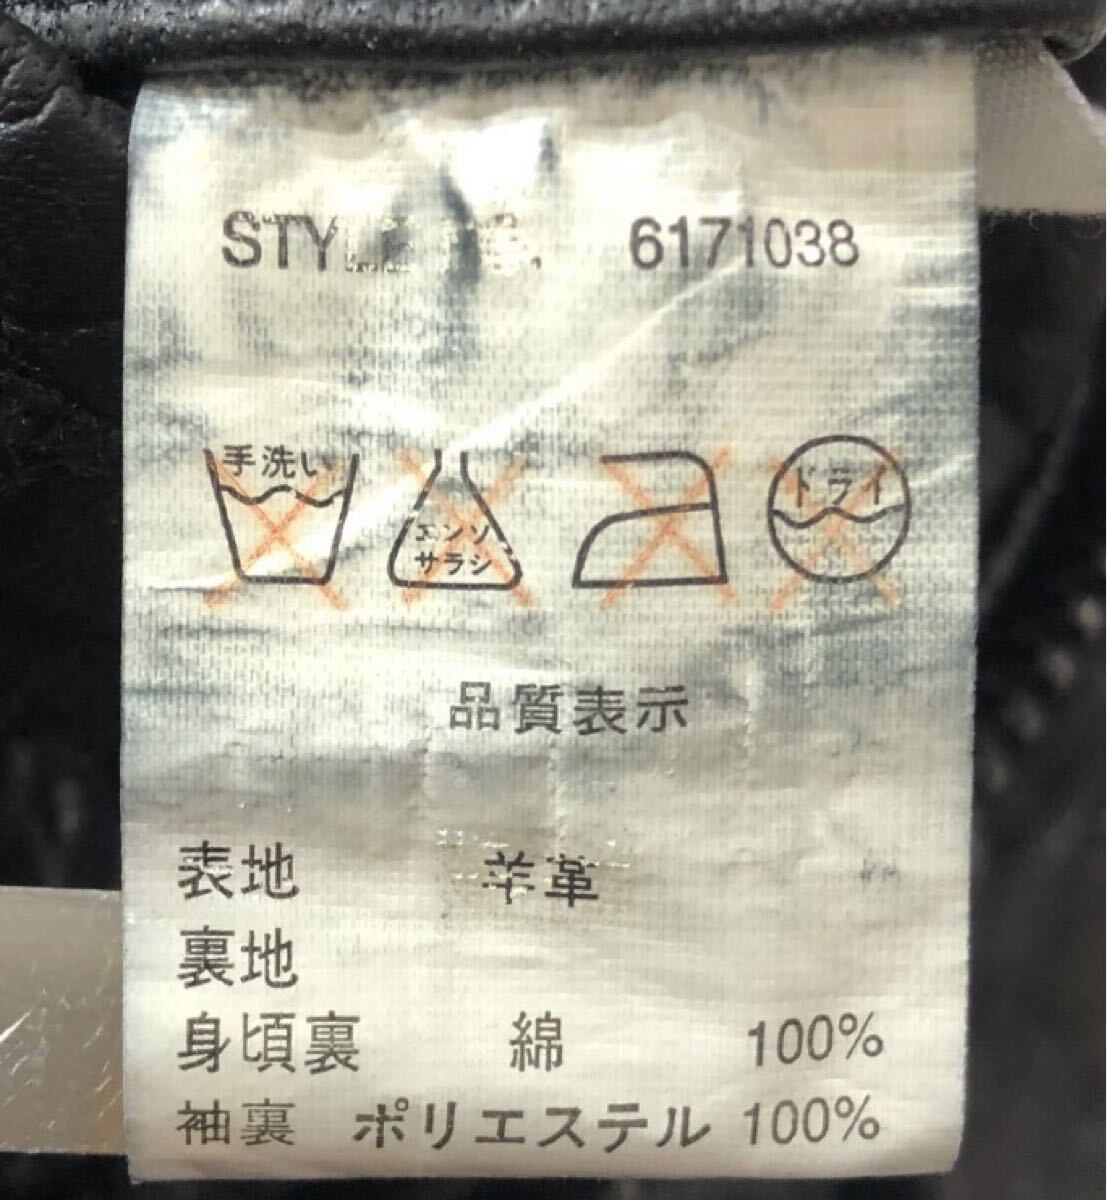 STYLE NO. 6171038
手洗い エンソ サラシ ドライ
品質表示
表地 羊革
裏地
身頃裏 綿 100%
袖裏 ポリエステル 100%